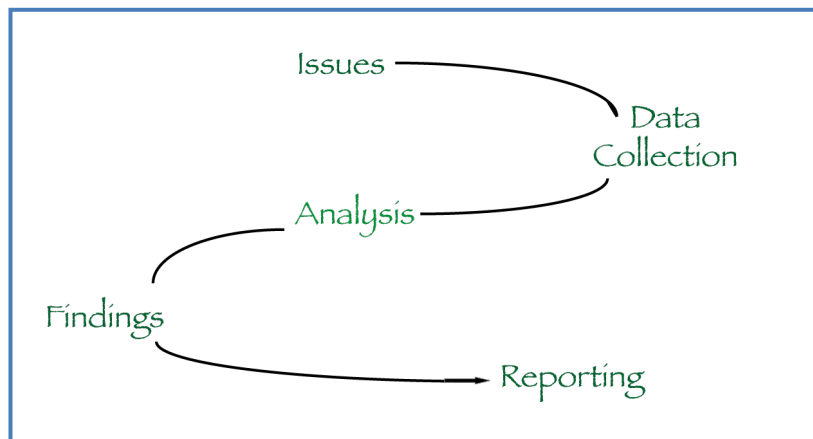 Issues
Data
Collection
Analysis
Findings
Reporting